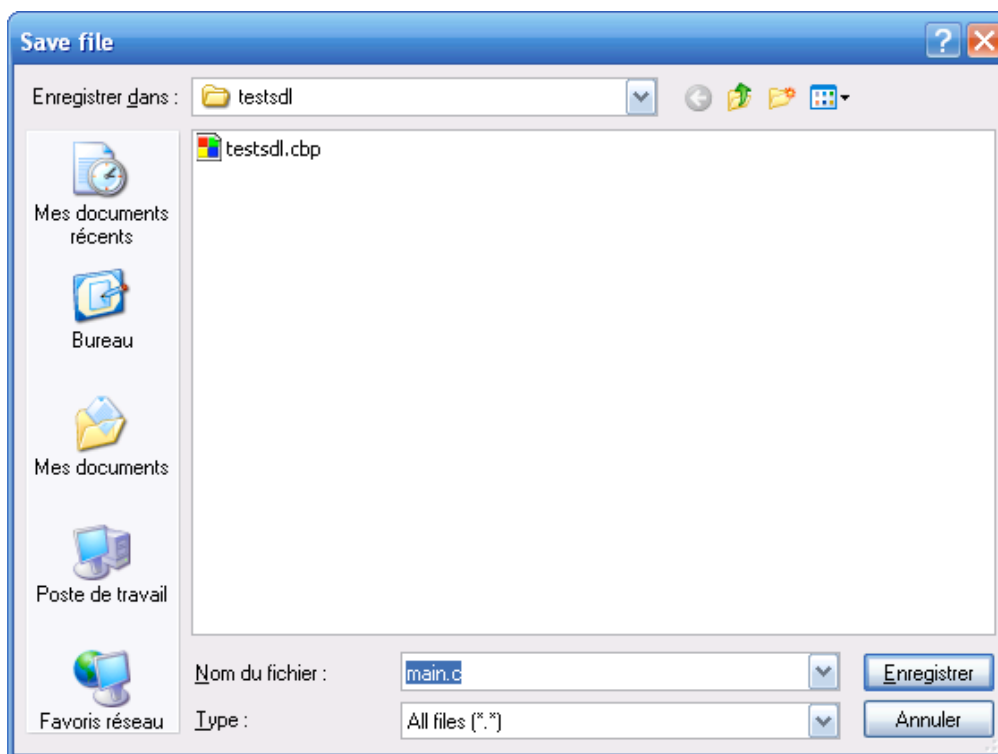 Save file
Enregistrer dans :
testsdl
testsdl.cbp
Mes documents
récents
Bureau
Mes documents
Poste de travail
Favoris réseau
Nom du fichier :
main.c
Enregistrer
Type :
All files (*.*)
Annuler